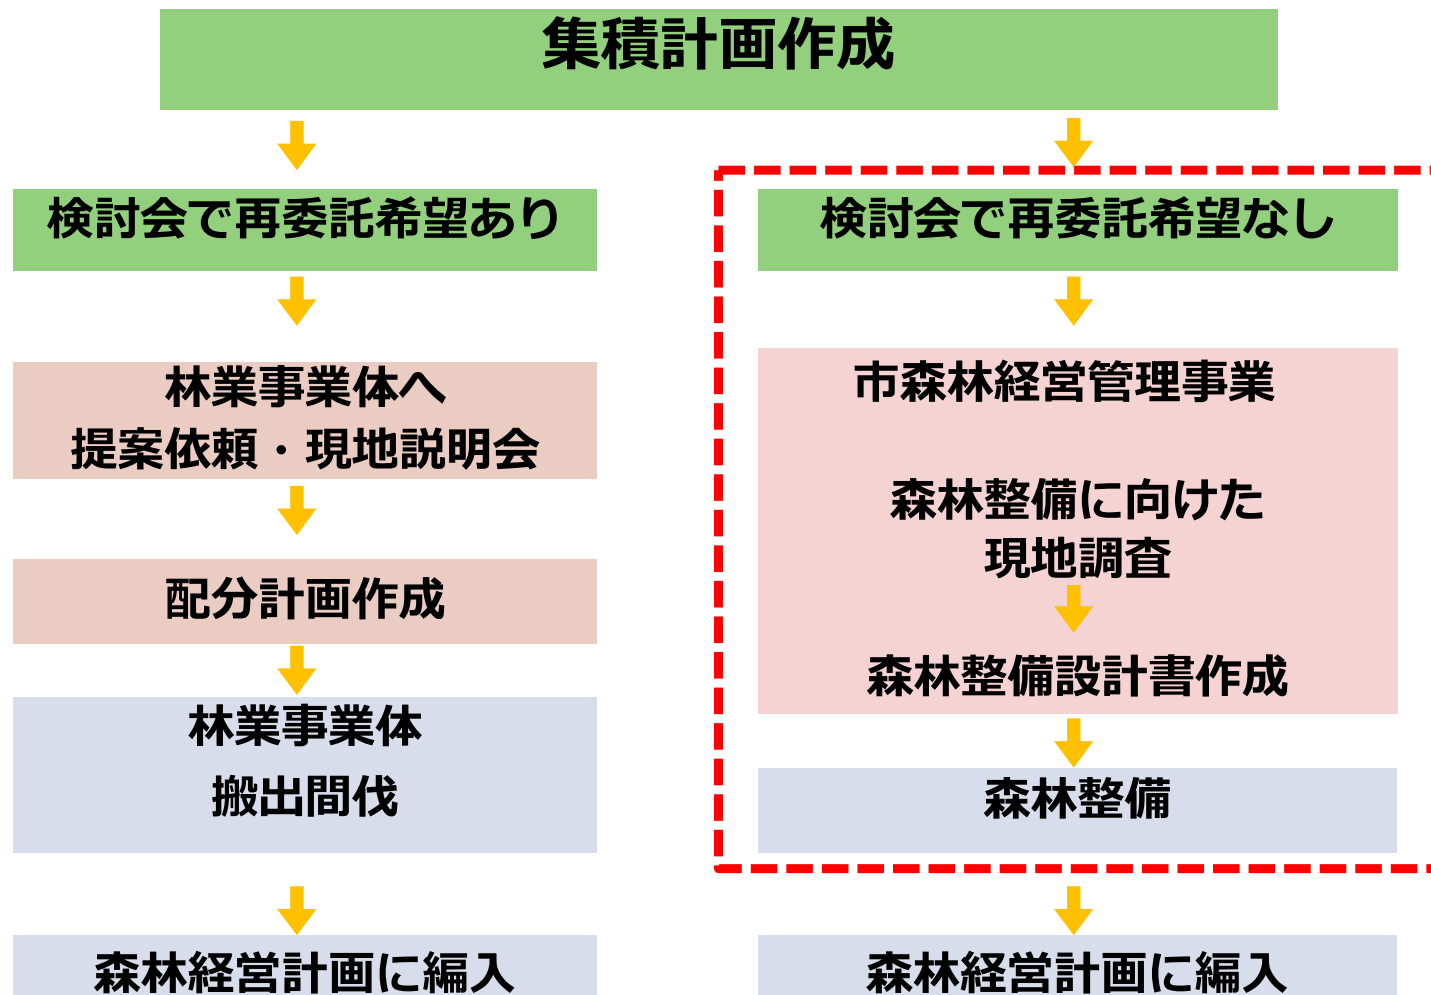 集積計画作成
検討会で再委託希望あり
林業事業体へ
提案依頼・現地説明会
配分計画作成
林業事業体
搬出間伐
森林経営計画に編入
検討会で再委託希望なし
市森林経営管理事業
森林整備に向けた
現地調査
森林整備設計書作成
森林整備
森林経営計画に編入